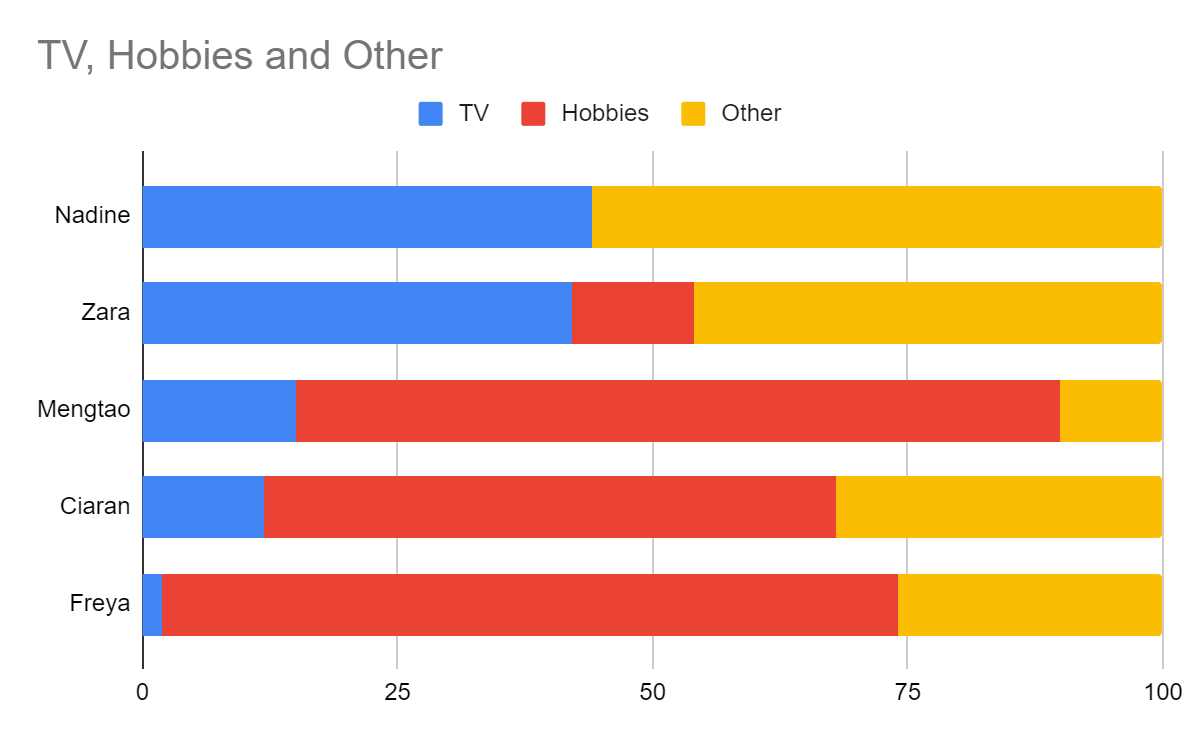 TV, Hobbies and Other
TV Hobbies Other
Nadine
Zara
Mengtao
Ciaran
Freya
0 25 50 75 100